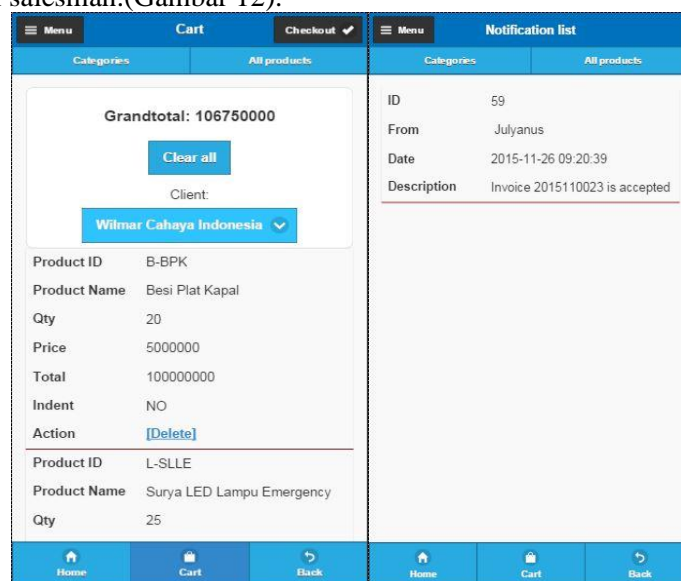 salesman.(Gambar 12).
Menu
Cart
Checkout
Categories
All products
Grandtotal: 106750000
Clear all
Client:
Wilmar Cahaya Indonesia
Product ID B-BPK
Product Name Besi Plat Kapal
Qty 20
Price 5000000
Total 100000000
Indent NO
Action [Delete]
Product ID L-SLLE
Product Name Surya LED Lampu Emergency
Qty 25
Home
Cart
Back
Menu
Notification list
Categories
All products
ID 59
From Julyanus
Date 2015-11-26 09:20:39
Description Invoice 2015110023 is accepted
Home
Cart
Back